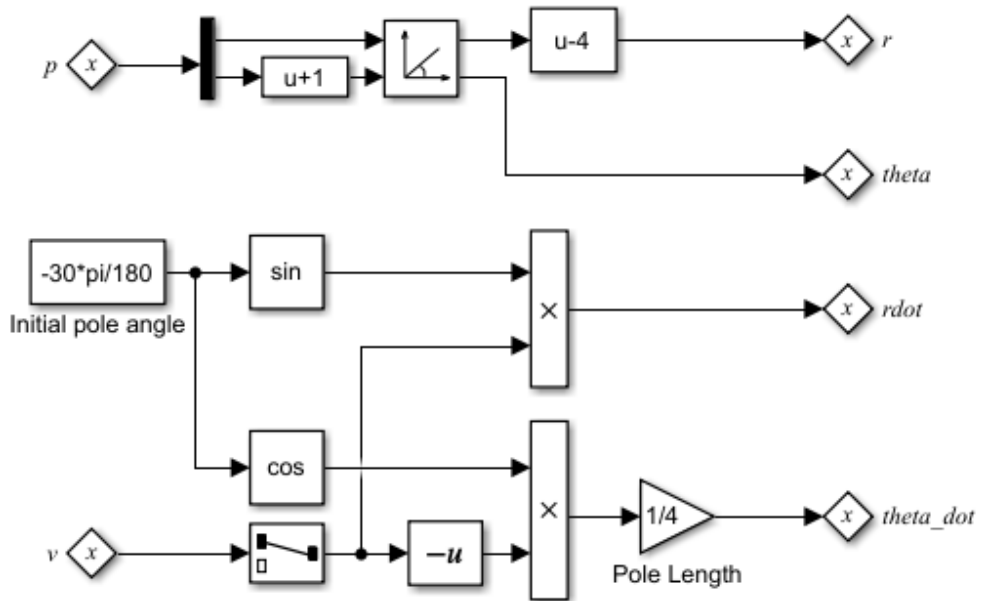 p
x
u+1
u-4
x
r
x
theta
-30*pi/180
Initial pole angle
sin
×
x
rdot
cos
×
1/4
Pole Length
x
theta_dot
v
x
-u